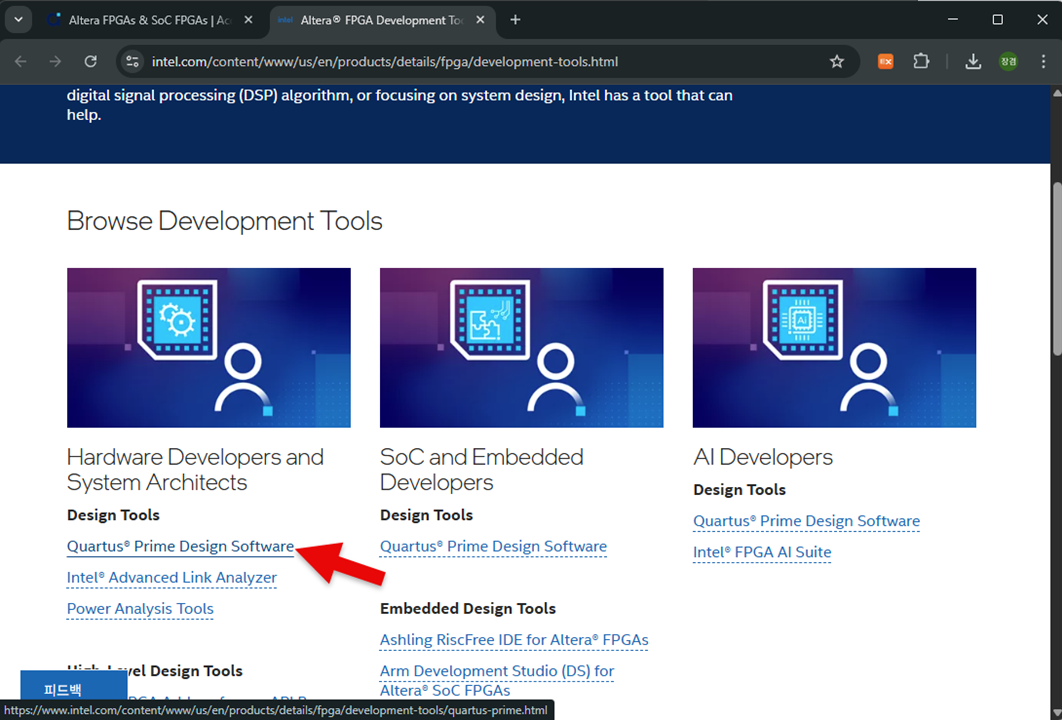 Altera FPGAs & SoC FPGAs | Ac
intel
Altera® FPGA Development To
intel.com/content/www/us/en/products/details/fpga/development-tools.html
EX
장겸
digital signal processing (DSP) algorithm, or focusing on system design, Intel has a tool that can
help.
Browse Development Tools
AI
Hardware Developers and
System Architects
Design Tools
Quartus® Prime Design Software
Intel® Advanced Link Analyzer
Power Analysis Tools
High-Level Design Tools
SoC and Embedded
Developers
Design Tools
Quartus® Prime Design Software
Embedded Design Tools
Ashling RiscFree IDE for Altera® FPGAs
Arm Development Studio (DS) for
Altera® SoC FPGAs
AI Developers
Design Tools
Quartus® Prime Design Software
Intel® FPGA AI Suite
피드백
https://www.intel.com/content/www/us/en/products/details/fpga/development-tools/quartus-prime.html